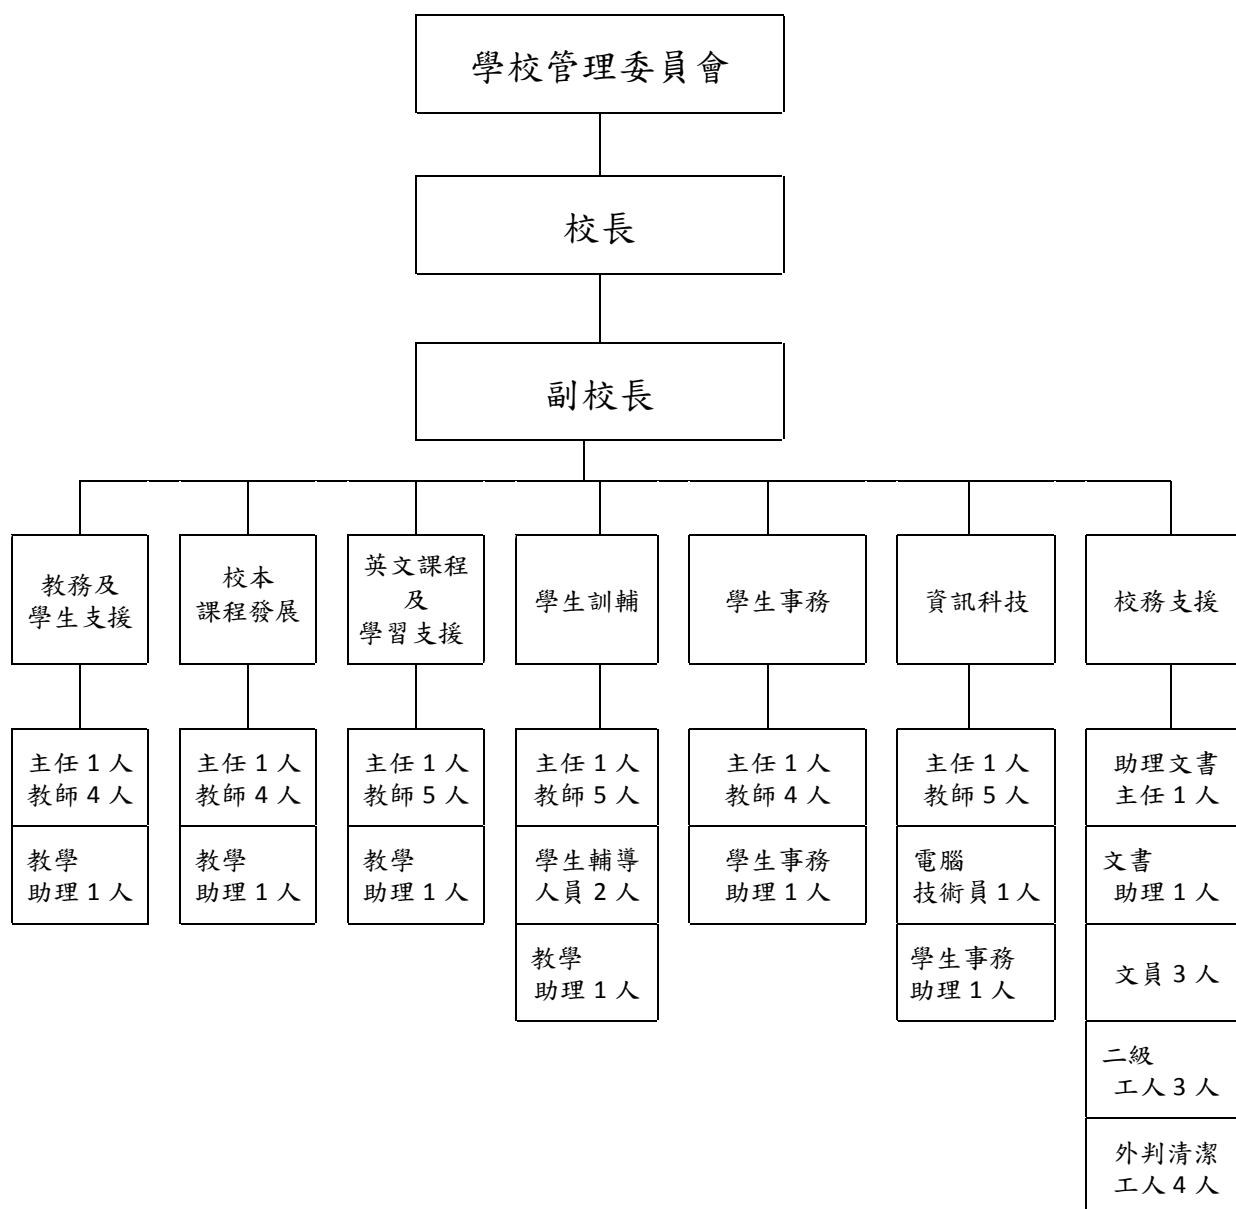 學校管理委員會
校長
副校長
教務及
學生支援
校本
課程發展
英文課程
及
學習支援
學生訓輔
學生事務
資訊科技
校務支援
主任 1 人
教師 4 人
主任 1 人
教師 4 人
主任 1 人
教師 5 人
主任 1 人
教師 5 人
主任 1 人
教師 4 人
主任 1 人
教師 5 人
助理文書
主任 1 人
教學
助理 1 人
教學
助理 1 人
教學
助理 1 人
學生輔導
人員 2 人
學生事務
助理 1 人
電腦
技術員 1 人
文書
助理 1 人
教學
助理 1 人
學生事務
助理 1 人
文員 3 人
二級
工人 3 人
外判清潔
工人 4 人